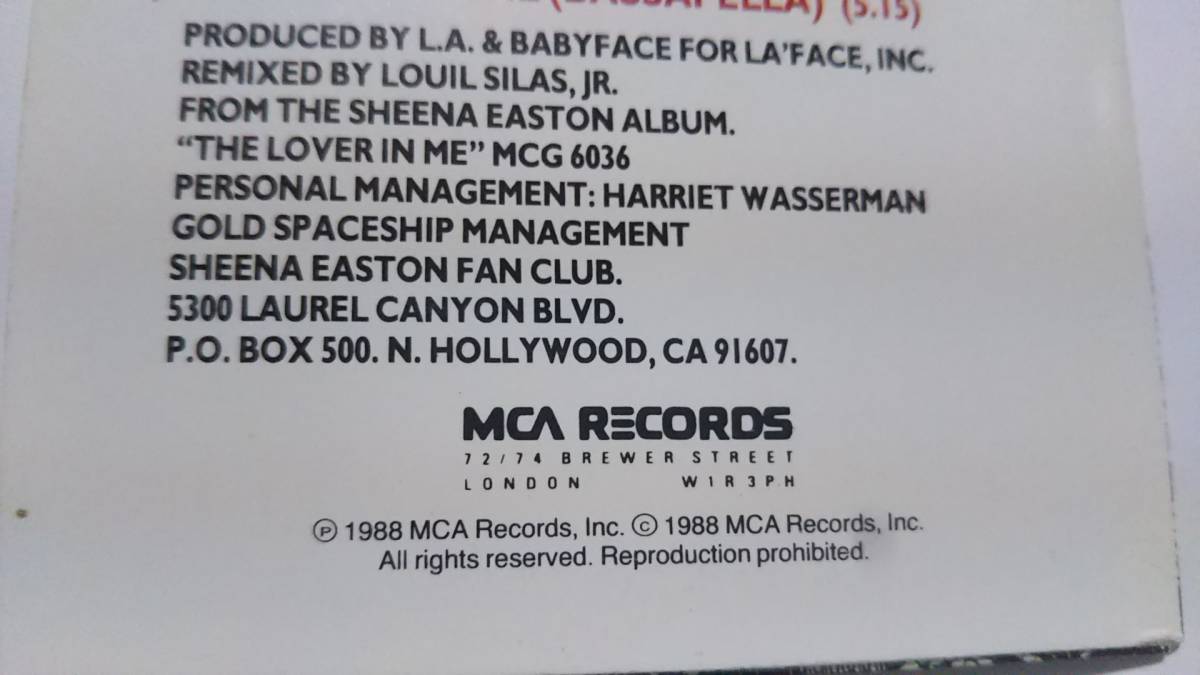 (BASSAPELLA) (5.15)
PRODUCED BY L.A. & BABYFACE FOR LA'FACE, INC.
REMIXED BY LOUIL SILAS, JR.
FROM THE SHEENA EASTON ALBUM.
“THE LOVER IN ME” MCG 6036
PERSONAL MANAGEMENT: HARRIET WASSERMAN
GOLD SPACESHIP MANAGEMENT
SHEENA EASTON FAN CLUB.
5300 LAUREL CANYON BLVD.
P.O. BOX 500. N. HOLLYWOOD, CA 91607.
MCA RECORDS
72/74 BREWER STREET
LONDON W1R 3PH
℗ 1988 MCA Records, Inc. © 1988 MCA Records, Inc.
All rights reserved. Reproduction prohibited.